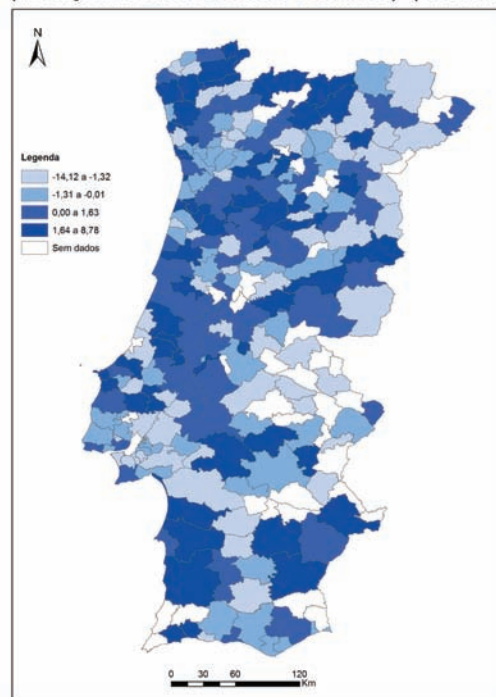 N
Legenda
-14,12 a -1,32
-1,31 a -0,01
0,00 a 1,63
1,64 a 8,78
Sem dados
0 30 60 120
Km